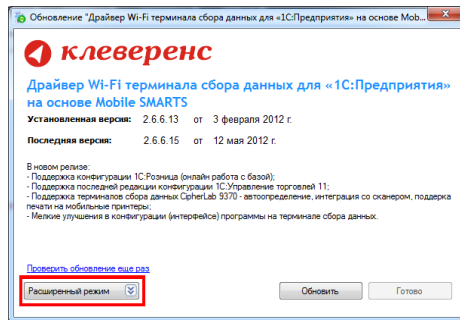 Обновление "Драйвер Wi-Fi терминала сбора данных для «1С:Предприятия» на основе Mob...
клеверенс
Драйвер Wi-Fi терминала сбора данных для «1С:Предприятия»
на основе Mobile SMARTS
Установленная версия: 2.6.6.13 от 3 февраля 2012 г.
Последняя версия: 2.6.6.15 от 12 мая 2012 г.
В новом релизе:
- Поддержка конфигурации 1С:Розница (онлайн работа с базой);
- Поддержка последней редакции конфигурации 1С:Управление торговлей 11;
- Поддержка терминалов сбора данных CipherLab 9370 - автоопределение, интеграция со сканером, поддержка
печати на мобильные принтеры;
- Мелкие улучшения в конфигурации (интерфейсе) программы на терминале сбора данных.
Проверить обновление еще раз
Расширенный режим
Обновить
Готово